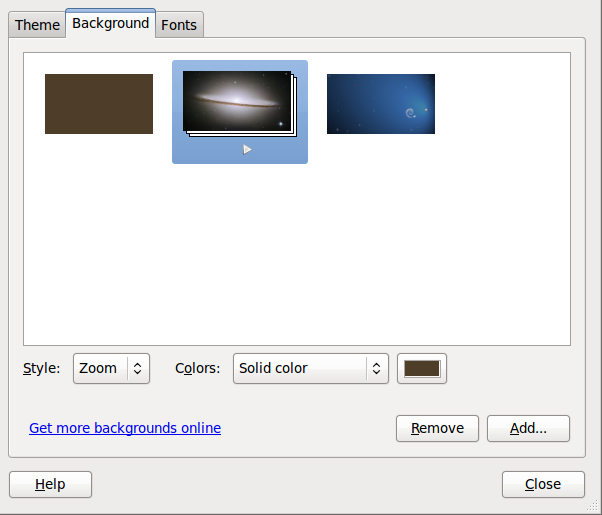 Theme Background Fonts
Style: Zoom Colors: Solid color
Get more backgrounds online Remove Add...
Help Close